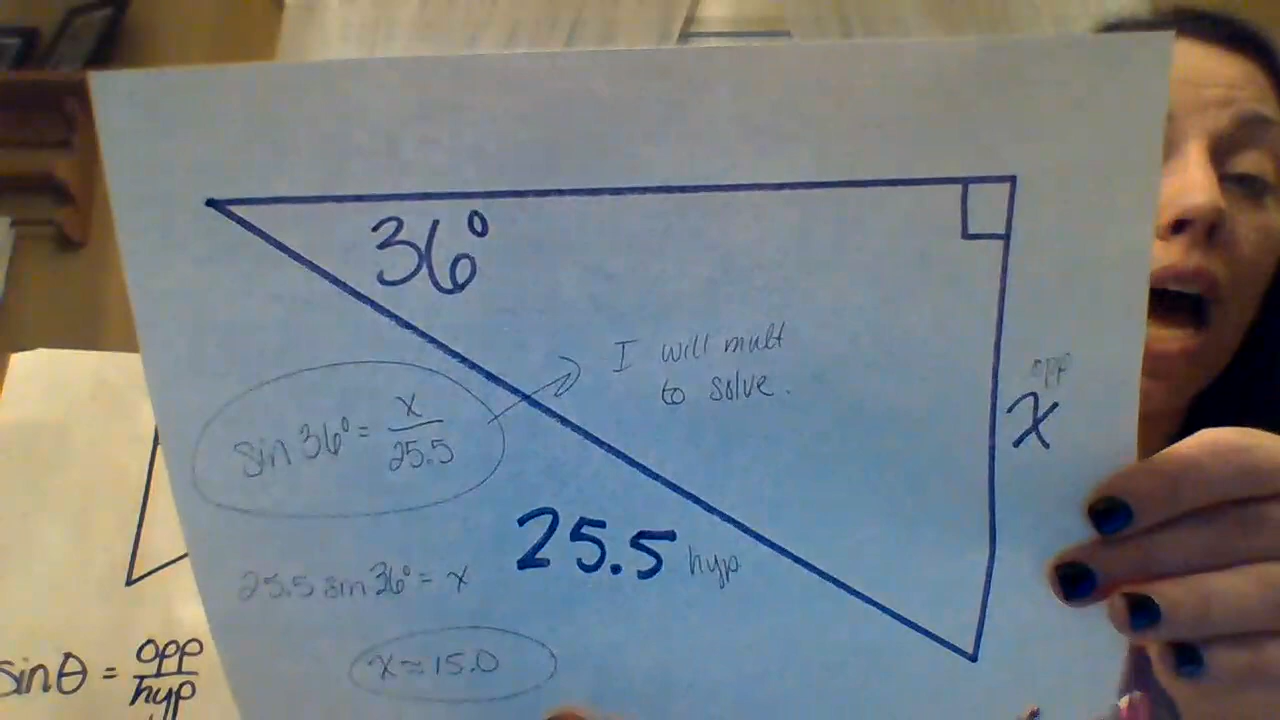 36°
I will mult
to solve.
opp
x
sin 36° = x/25.5
25.5 hyp
25.5 sin 36° = x
x ≈ 15.0
sin θ = opp/hyp